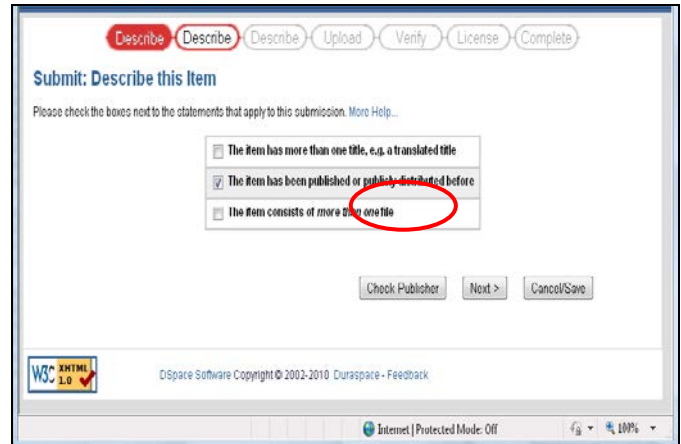 Describe Describe Describe Upload Verify License Complete
Submit: Describe this Item
Please check the boxes next to the statements that apply to this submission. More Help...
The item has more than one title, e.g. a translated title
The item has been published or publicly distributed before
The item consists of more than one file
Check Publisher Next > Cancel/Save
W3C XHTML 1.0
DSpace Software Copyright © 2002-2010 Duraspace - Feedback
Internet | Protected Mode: Off 100%